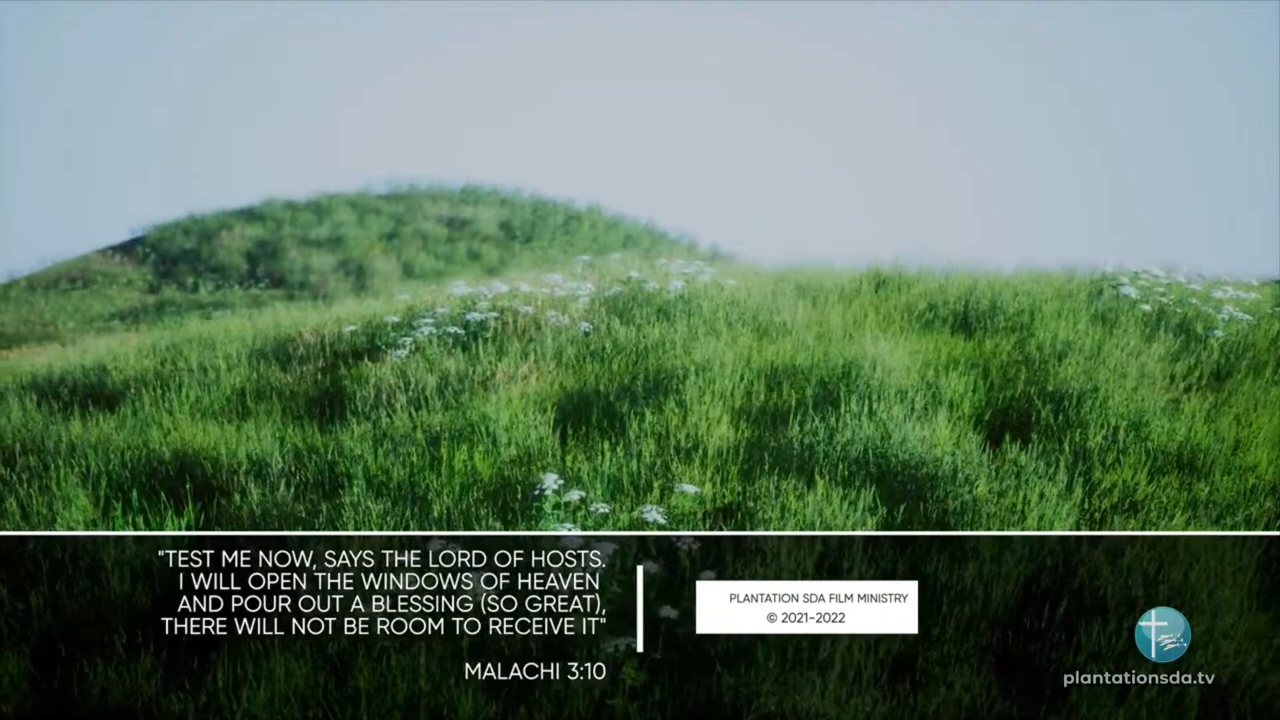 "TEST ME NOW, SAYS THE LORD OF HOSTS.
I WILL OPEN THE WINDOWS OF HEAVEN
AND POUR OUT A BLESSING (SO GREAT),
THERE WILL NOT BE ROOM TO RECEIVE IT"
MALACHI 3:10
PLANTATION SDA FILM MINISTRY
© 2021-2022
plantationsda.tv